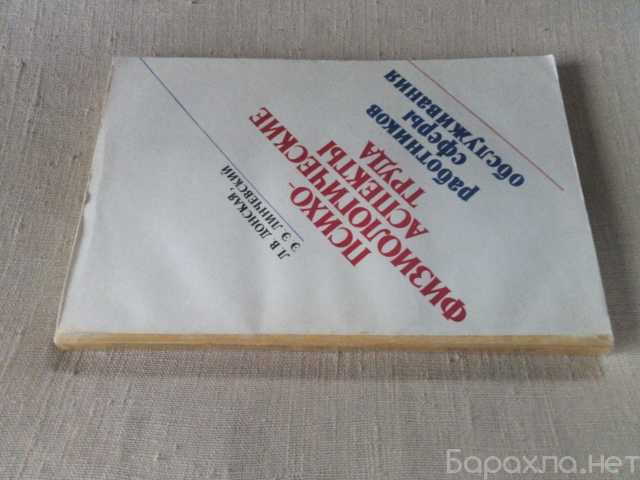 Л. В. ДОНСКАЯ,
Э. Э. ЛИНЧЕВСКИЙ
ПСИХО-
ФИЗИОЛОГИЧЕСКИЕ
АСПЕКТЫ
ТРУДА
работников
сферы
обслуживания
Барахла.нет